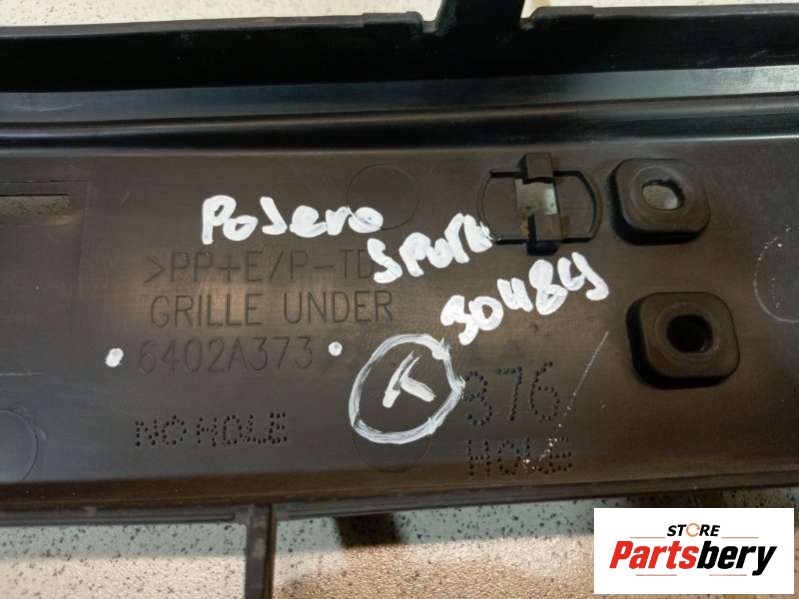 PaJero
SPORT
30484
>PP+E/P-TD
GRILLE UNDER
6402A373
K
376
NO HOLE
HOLE
STORE
Partsbery